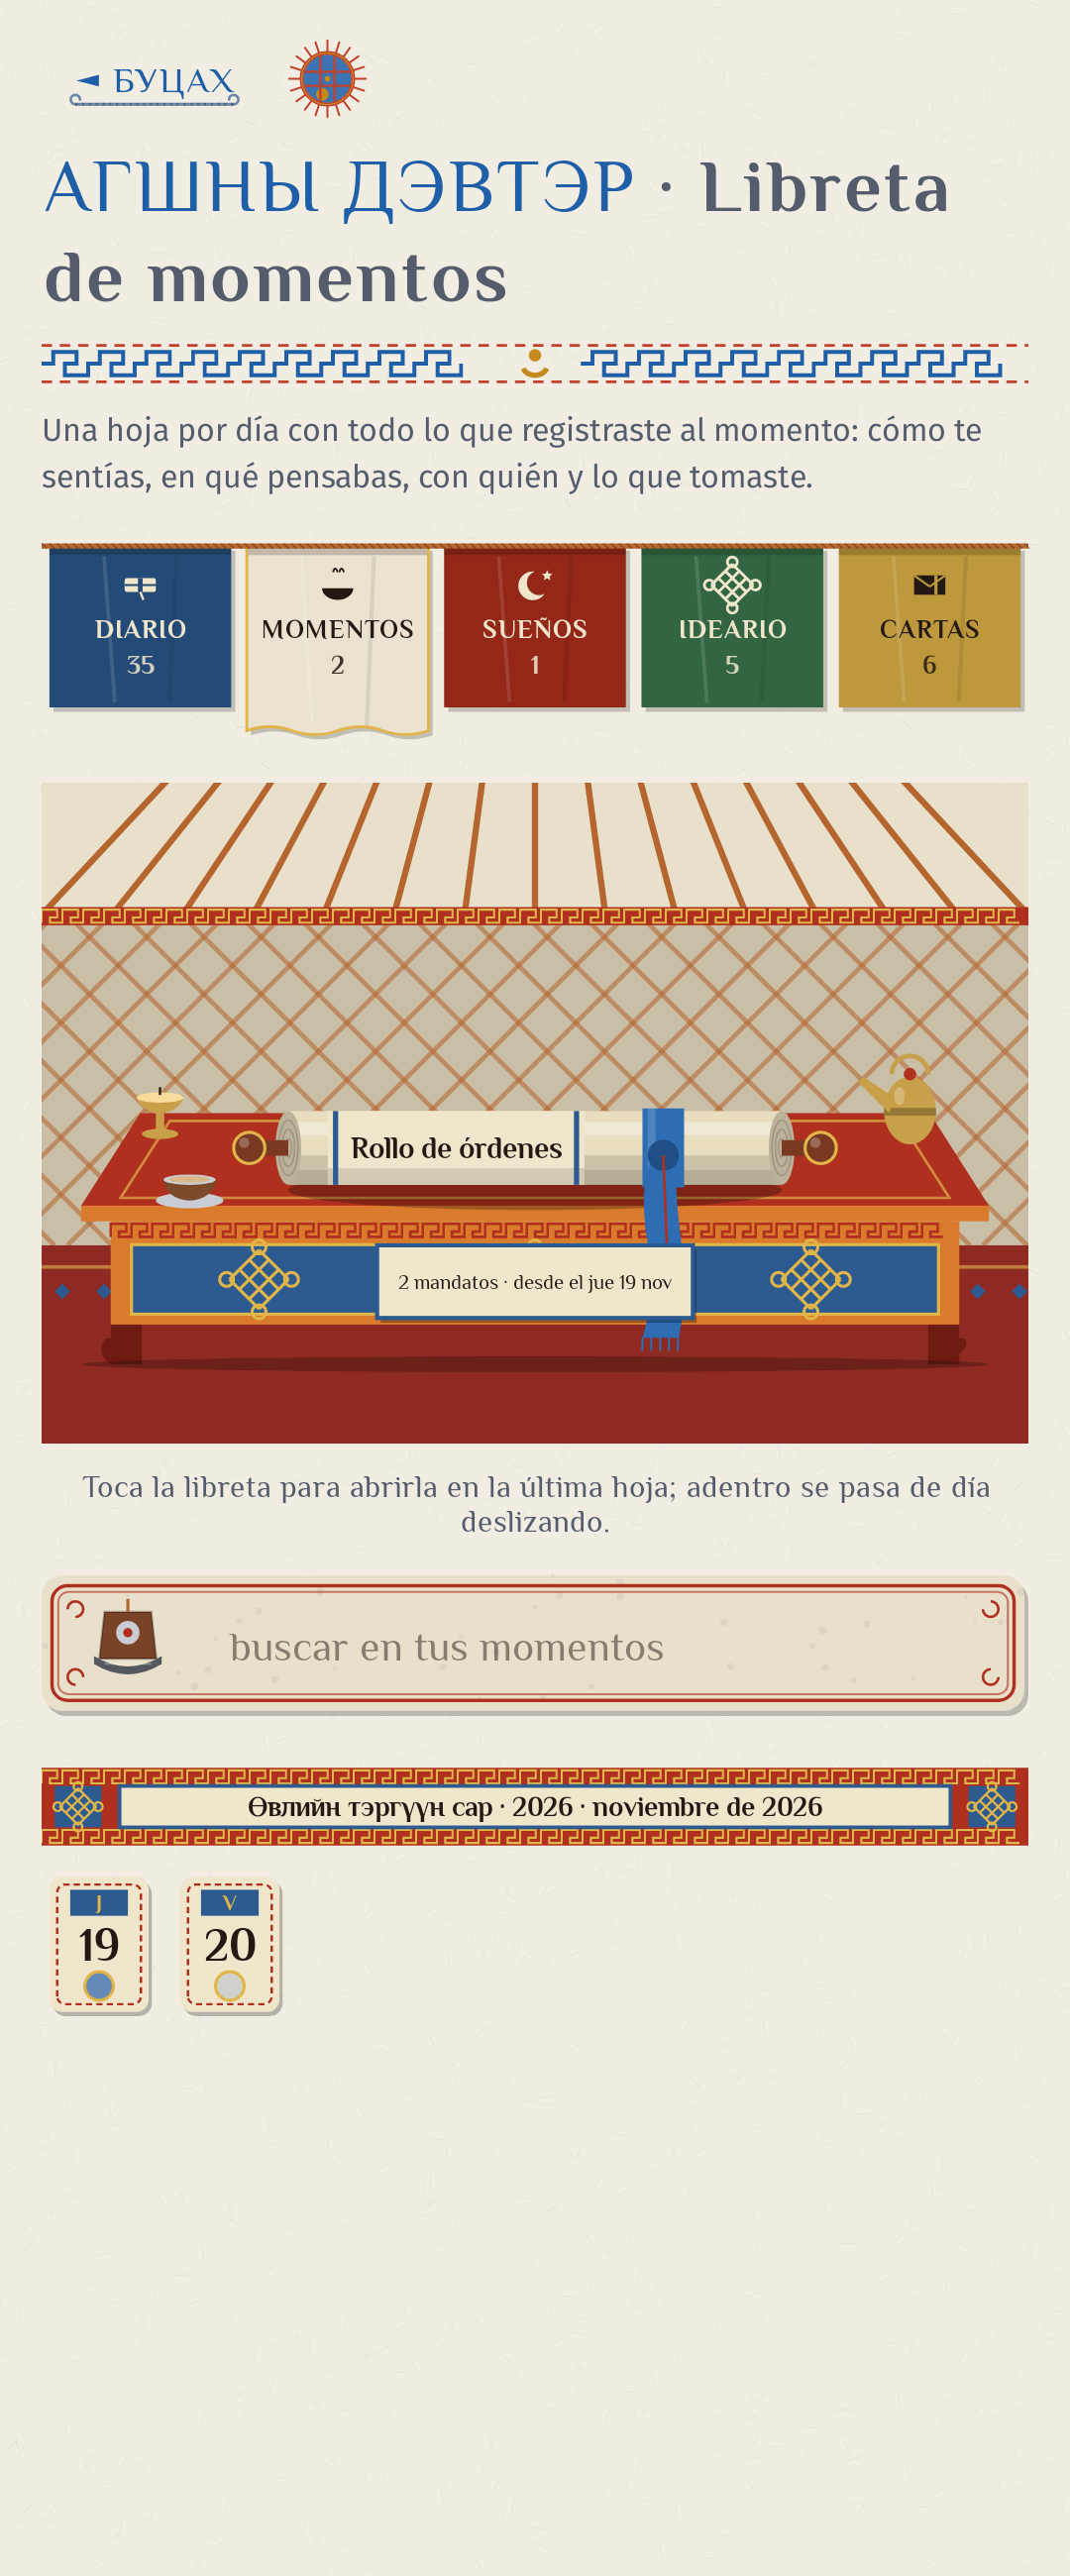 БУЦАХ
АГШНЫ ДЭВТЭР · Libreta
de momentos
Una hoja por día con todo lo que registraste al momento: cómo te
sentías, en qué pensabas, con quién y lo que tomaste.
DIARIO
35
MOMENTOS
2
SUEÑOS
1
IDEARIO
5
CARTAS
6
Rollo de órdenes
2 mandatos · desde el jue 19 nov
Toca la libreta para abrirla en la última hoja; adentro se pasa de día
deslizando.
buscar en tus momentos
Өвлийн тэргүүн сар · 2026 · noviembre de 2026
J
19
V
20